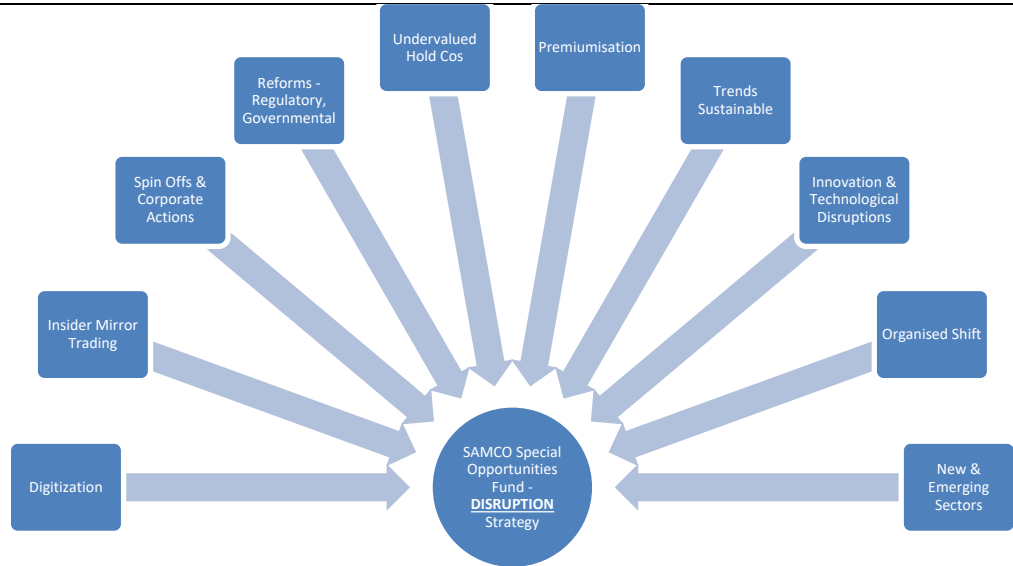 Digitization
Insider Mirror
Trading
Spin Offs &
Corporate
Actions
Reforms -
Regulatory,
Governmental
Undervalued
Hold Cos
Premiumisation
Trends
Sustainable
Innovation &
Technological
Disruptions
Organised Shift
New &
Emerging
Sectors
SAMCO Special
Opportunities
Fund -
DISRUPTION
Strategy